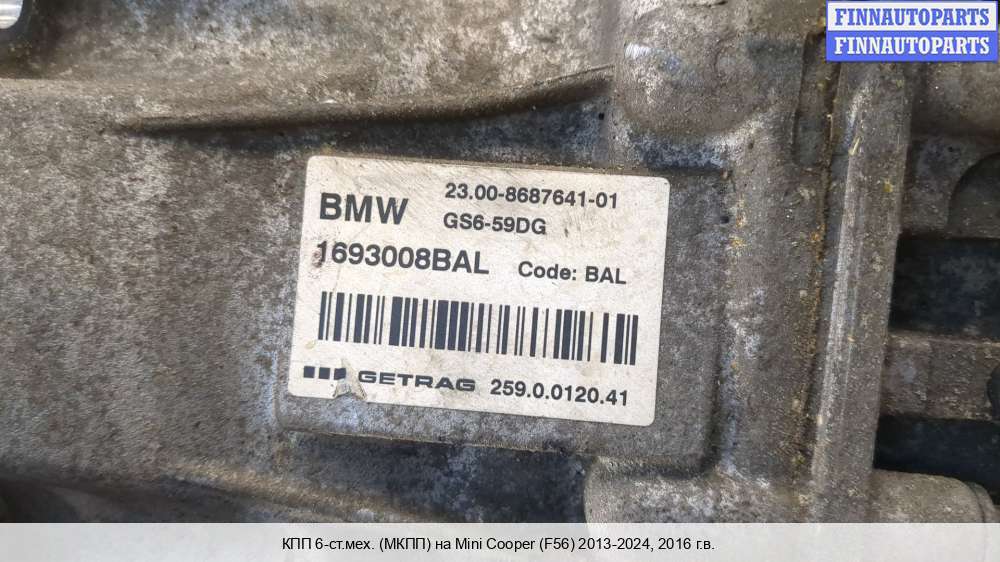 FINNAUTOPARTS
FINNAUTOPARTS
23.00-8687641-01
BMW
GS6-59DG
1693008BAL Code: BAL
GETRAG 259.0.0120.41
КПП 6-ст.мех. (МКПП) на Mini Cooper (F56) 2013-2024, 2016 г.в.